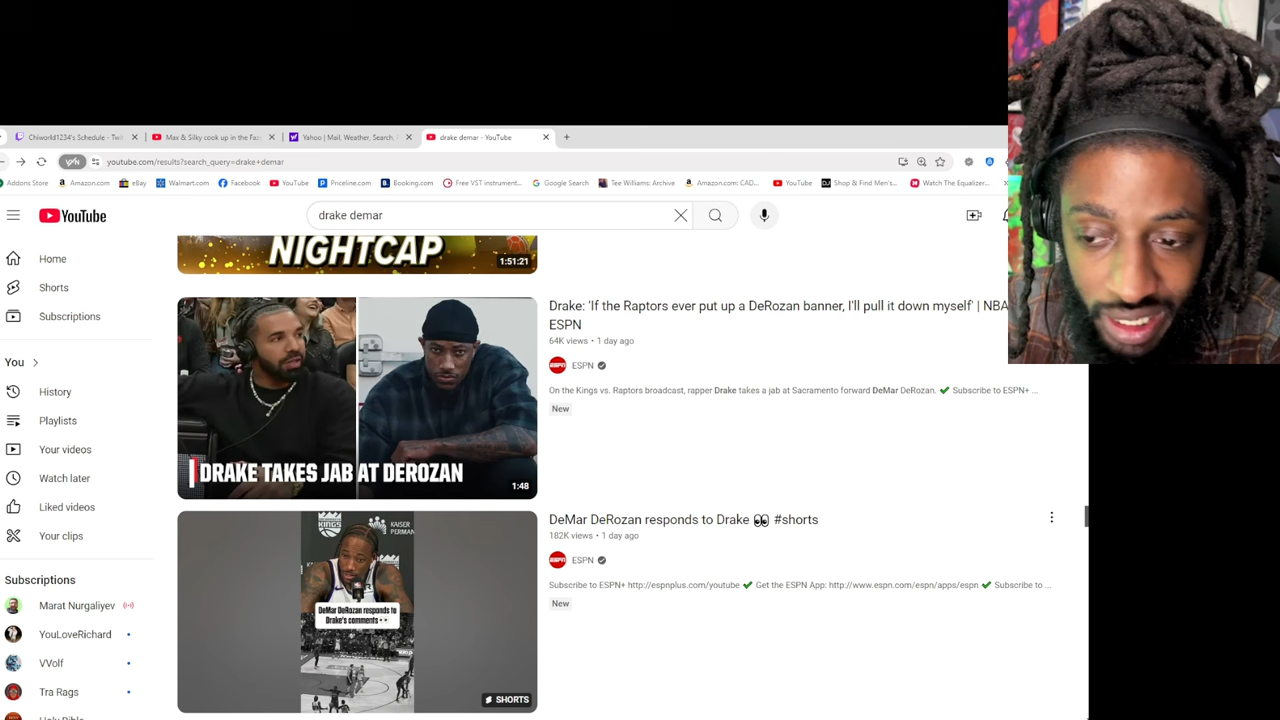 Chiworld1234's Schedule - Twi
Max & Silky cook up in the Faz
Yahoo | Mail, Weather, Search,
drake demar - YouTube
VPN
youtube.com/results?search_query=drake+demar
Addons Store
Amazon.com
eBay
Walmart.com
Facebook
YouTube
Priceline.com
Booking.com
Free VST instrument...
Google Search
Tee Williams: Archive
Amazon.com: CAD...
YouTube
Shop & Find Men's...
Watch The Equalizer...
YouTube
drake demar
Home
Shorts
Subscriptions
You
History
Playlists
Your videos
Watch later
Liked videos
Your clips
Subscriptions
Marat Nurgaliyev
YouLoveRichard
VVolf
Tra Rags
Holy Bible
NIGHTCAP
1:51:21
DRAKE TAKES JAB AT DEROZAN
1:48
Drake: 'If the Raptors ever put up a DeRozan banner, I'll pull it down myself' | NBA
ESPN
64K views • 1 day ago
ESPN
On the Kings vs. Raptors broadcast, rapper Drake takes a jab at Sacramento forward DeMar DeRozan. ✔ Subscribe to ESPN+ ...
New
KINGS
KAISER
PERMAN
DeMar DeRozan responds to
Drake's comments 👀
SHORTS
DeMar DeRozan responds to Drake 👀 #shorts
182K views • 1 day ago
ESPN
Subscribe to ESPN+ http://espnplus.com/youtube ✔ Get the ESPN App: http://www.espn.com/espn/apps/espn ✔ Subscribe to ...
New